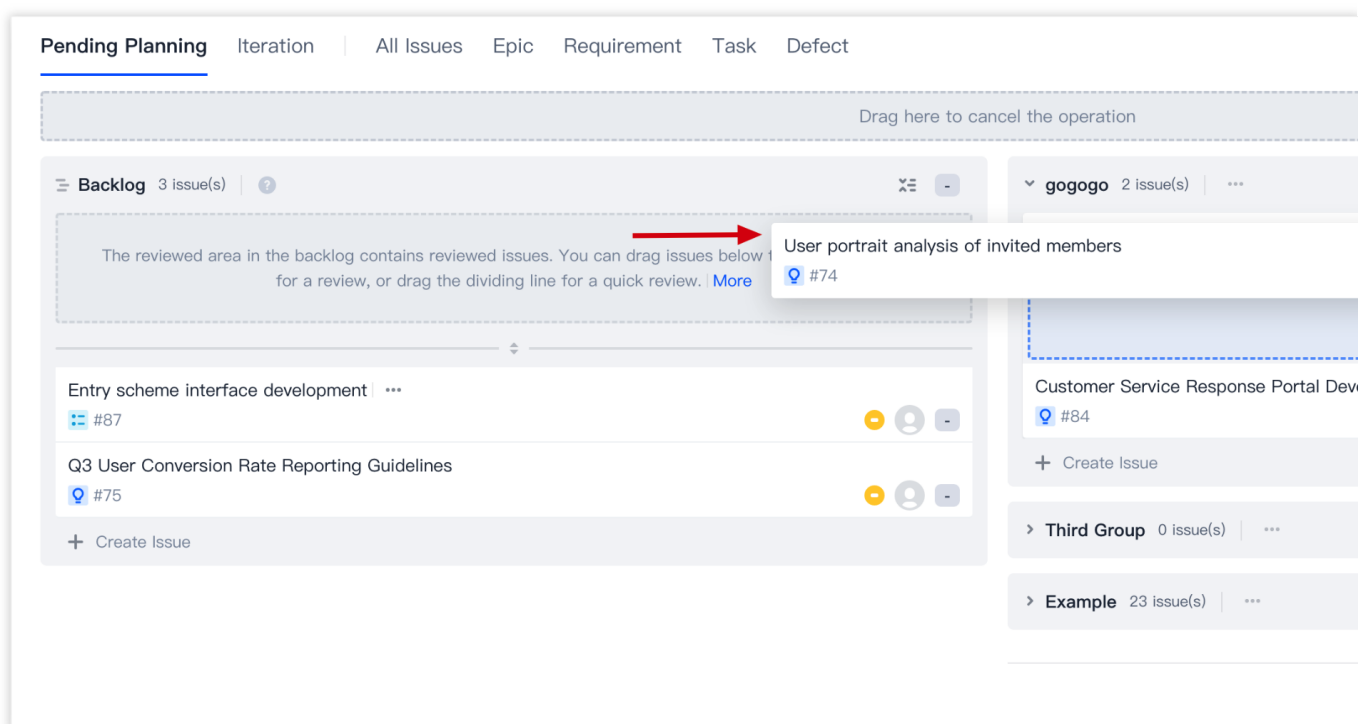 Pending Planning Iteration All Issues Epic Requirement Task Defect
Drag here to cancel the operation
Backlog 3 issue(s) ? -
The reviewed area in the backlog contains reviewed issues. You can drag issues below
for a review, or drag the dividing line for a quick review. More
Entry scheme interface development ···
#87 -
Q3 User Conversion Rate Reporting Guidelines
#75 -
+ Create Issue
User portrait analysis of invited members
#74
gogogo 2 issue(s) ···
Customer Service Response Portal
#84
+ Create Issue
Third Group 0 issue(s) ···
Example 23 issue(s) ···